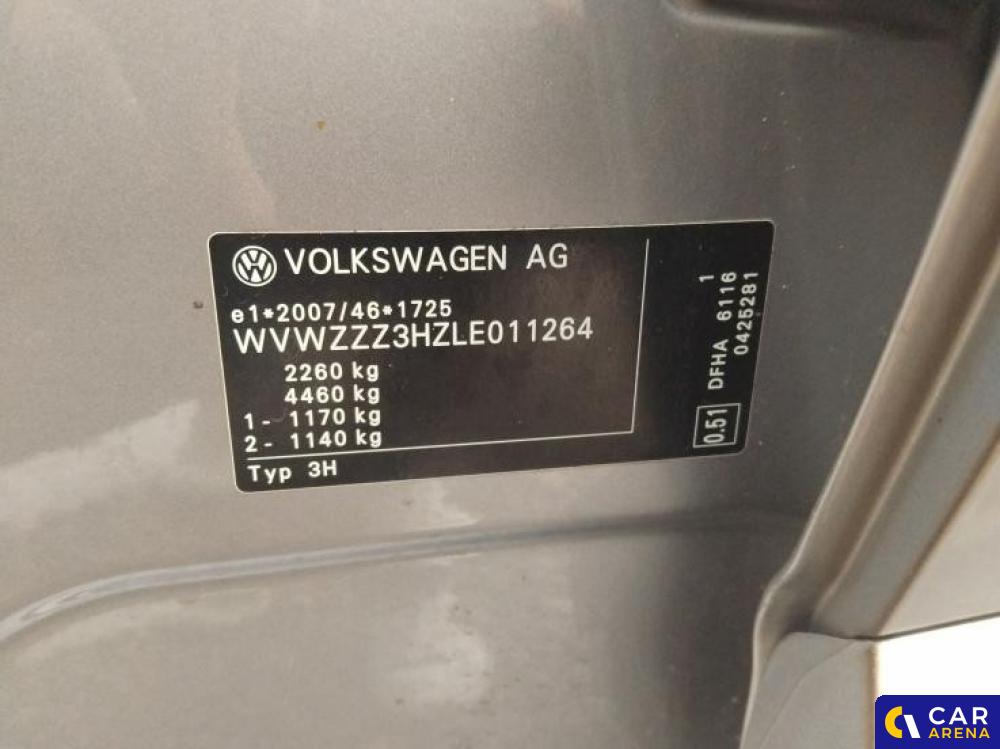 VOLKSWAGEN AG
e1*2007/46*1725
WVWZZZ3HZLE011264
2260 kg
4460 kg
1- 1170 kg
2- 1140 kg
Typ 3H
1
DFHA 6116
0425281
0.51
CAR
ARENA